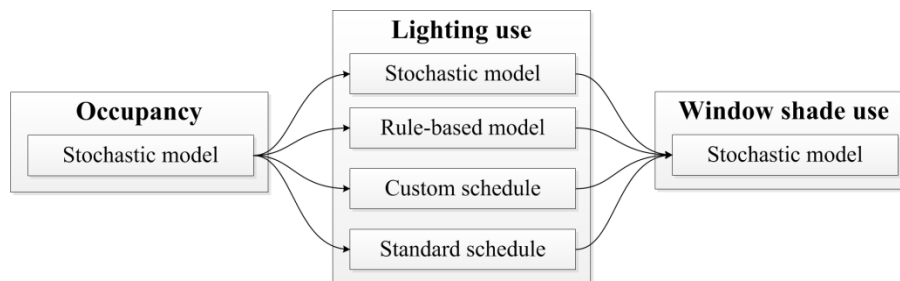 Occupancy
Stochastic model
Lighting use
Stochastic model
Rule-based model
Custom schedule
Standard schedule
Window shade use
Stochastic model